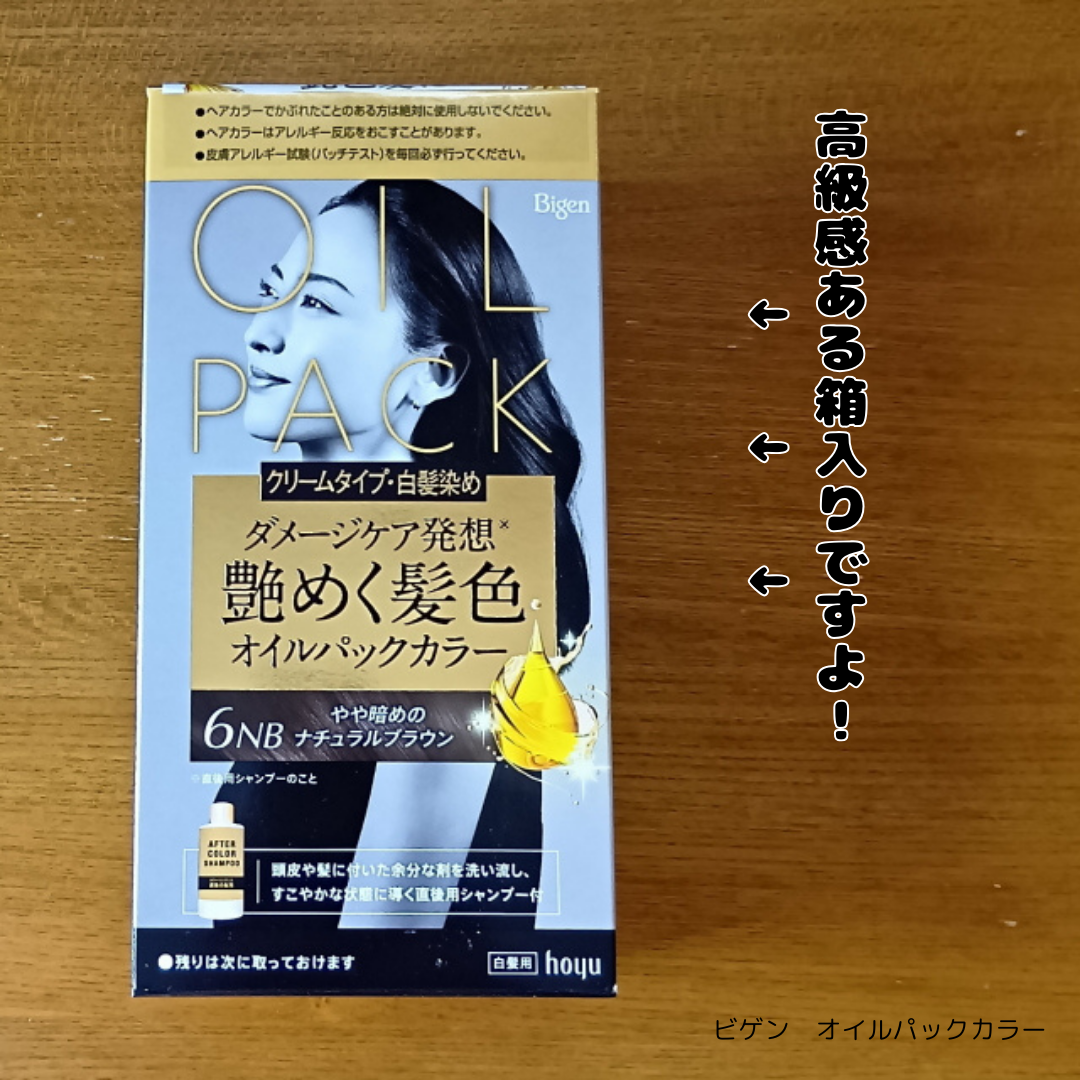 ●ヘアカラーでかぶれたことのある方は絶対に使用しないでください。
●ヘアカラーはアレルギー反応をおこすことがあります。
●皮膚アレルギー試験(パッチテスト)を毎回必ず行ってください。
OIL
Bigen
PACK
クリームタイプ・白髪染め
ダメージケア発想※
艶めく髪色
オイルパックカラー
6NB
やや暗めの
ナチュラルブラウン
※直後用シャンプーのこと
AFTER
COLOR
SHAMPOO
頭皮や髪に付いた余分な剤を洗い流し、
すこやかな状態に導く直後用シャンプー付
●残りは次に取っておけます
白髪用
hoyu
高級感ある箱入りですよ!
←
←
←
ビゲン オイルパックカラー